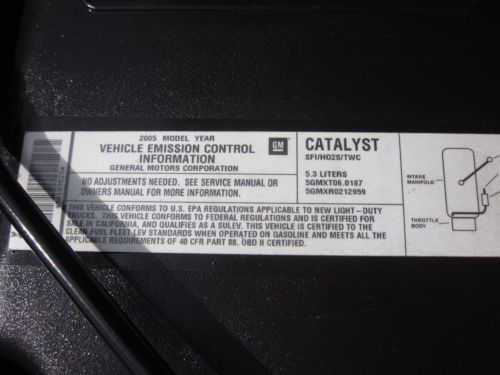 2005 MODEL YEAR
VEHICLE EMISSION CONTROL
INFORMATION
GENERAL MOTORS CORPORATION
GM
NO ADJUSTMENTS NEEDED. SEE SERVICE MANUAL OR
OWNERS MANUAL FOR MORE INFORMATION.
THIS VEHICLE CONFORMS TO U.S. EPA REGULATIONS APPLICABLE TO NEW LIGHT-DUTY
TRUCKS. THIS VEHICLE CONFORMS TO FEDERAL REGULATIONS AND IS CERTIFIED FOR
SALE IN CALIFORNIA, AND QUALIFIES AS A SULEV. THIS VEHICLE IS CERTIFIED TO THE
CLEAN FUEL FLEET LEV STANDARDS WHEN OPERATED ON GASOLINE AND MEETS ALL THE
APPLICABLE REQUIREMENTS OF 40 CFR PART 88. OBD II CERTIFIED.
CATALYST
SFI/HO2S/TWC
5.3 LITERS
5GMXT06.0187
5GMXR0212959
INTAKE
MANIFOLD
THROTTLE
BODY